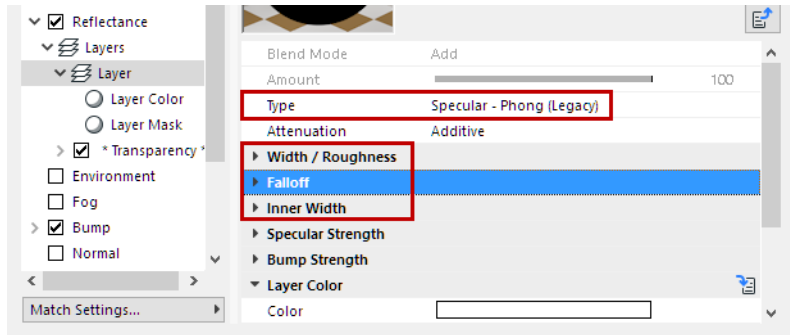 Reflectance
Layers
Layer
Layer Color
Layer Mask
* Transparency *
Environment
Fog
Bump
Normal
Match Settings...
Blend Mode Add
Amount 100
Type Specular - Phong (Legacy)
Attenuation Additive
Width / Roughness
Falloff
Inner Width
Specular Strength
Bump Strength
Layer Color
Color